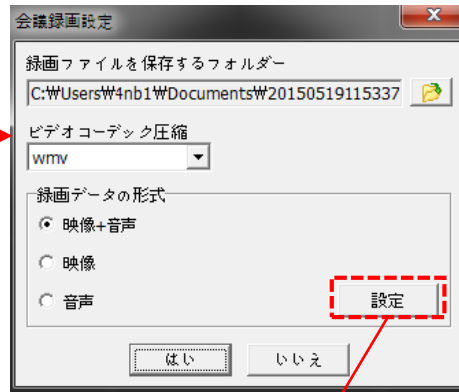 会議録画設定
録画ファイルを保存するフォルダー
C:₩Users₩4nb1₩Documents₩20150519115337
ビデオコーデック圧縮
wmv
録画データの形式
映像+音声
映像
音声
設定
はい
いいえ